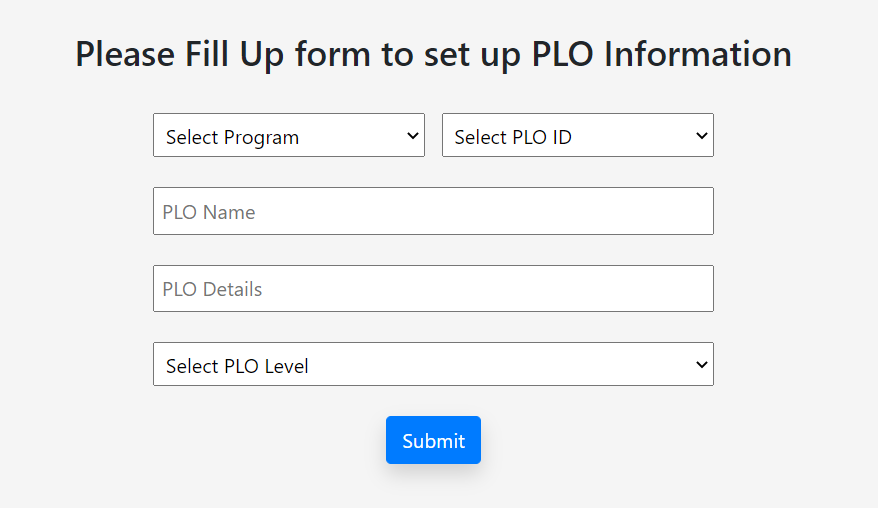 Please Fill Up form to set up PLO Information
Select Program
Select PLO ID
PLO Name
PLO Details
Select PLO Level
Submit